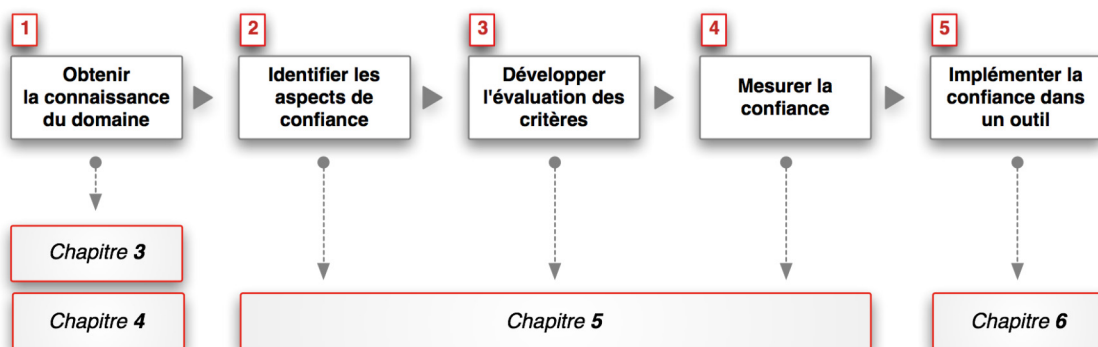 1
Obtenir
la connaissance
du domaine
2
Identifier les
aspects de
confiance
3
Développer
l'évaluation des
critères
4
Mesurer la
confiance
5
Implémenter la
confiance dans
un outil
Chapitre 3
Chapitre 4
Chapitre 5
Chapitre 6